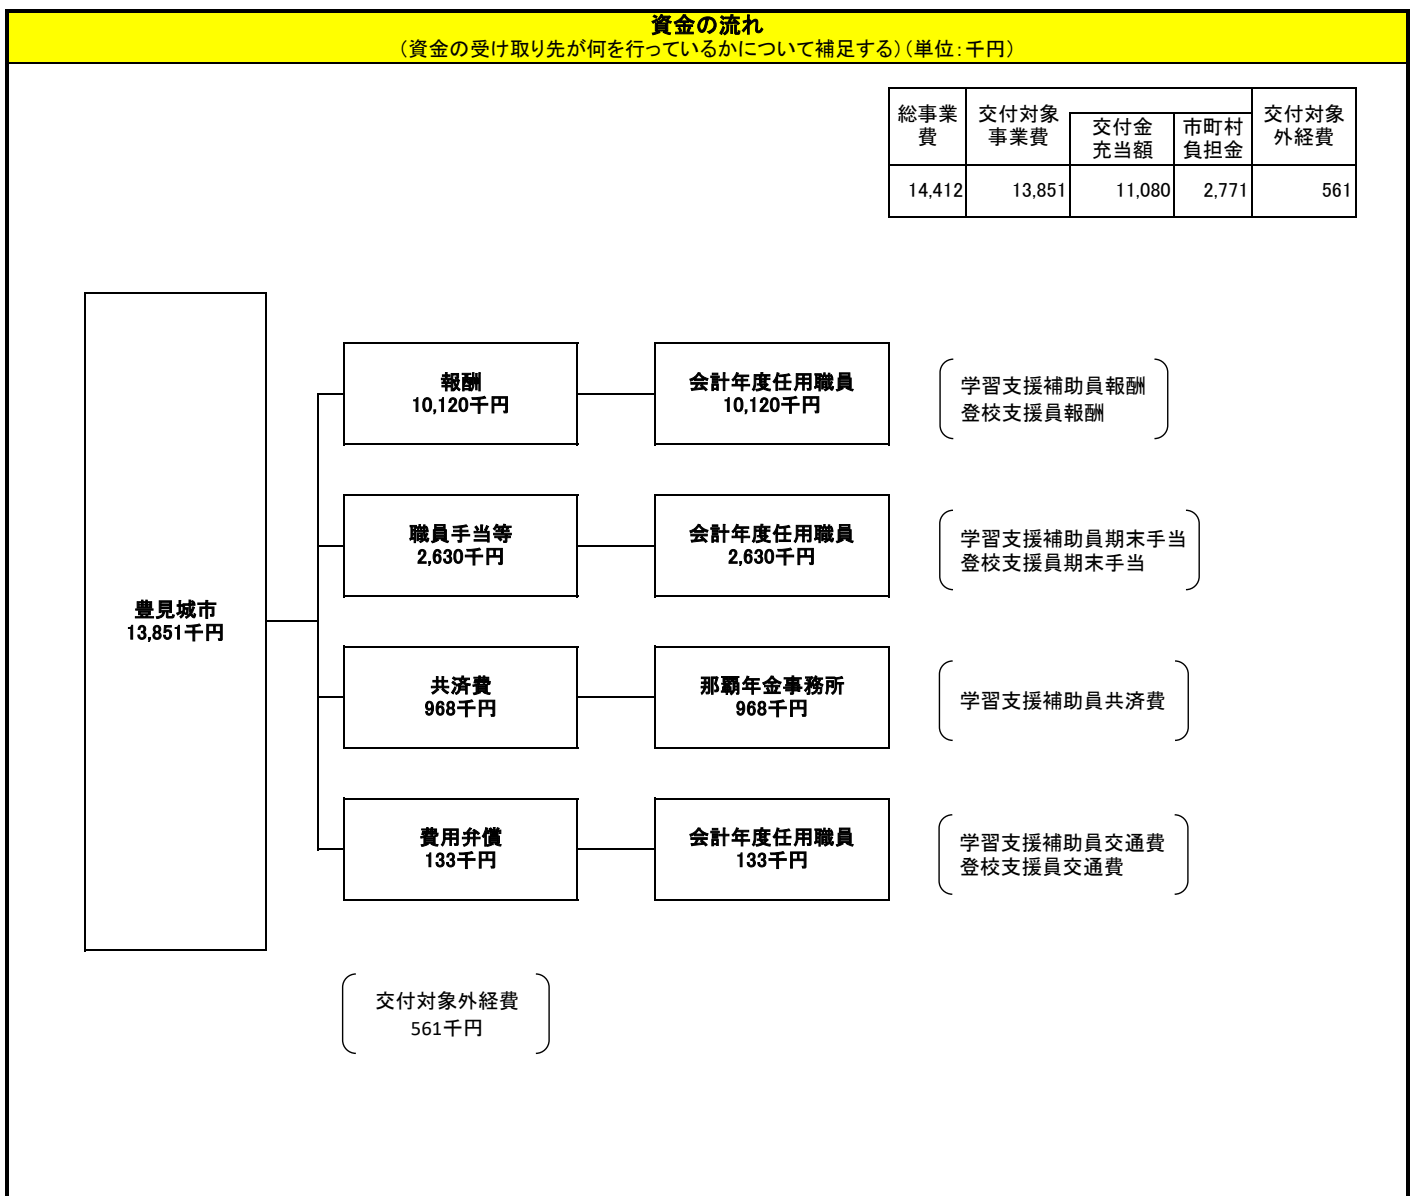 資金の流れ
（資金の受け取り先が何を行っているかについて補足する）（単位：千円）
総事業費
交付対象事業費
交付金充当額
市町村負担金
交付対象外経費
14,412
13,851
11,080
2,771
561
豊見城市
13,851千円
報酬
10,120千円
会計年度任用職員
10,120千円
学習支援補助員報酬
登校支援員報酬
職員手当等
2,630千円
会計年度任用職員
2,630千円
学習支援補助員期末手当
登校支援員期末手当
共済費
968千円
那覇年金事務所
968千円
学習支援補助員共済費
費用弁償
133千円
会計年度任用職員
133千円
学習支援補助員交通費
登校支援員交通費
交付対象外経費
561千円